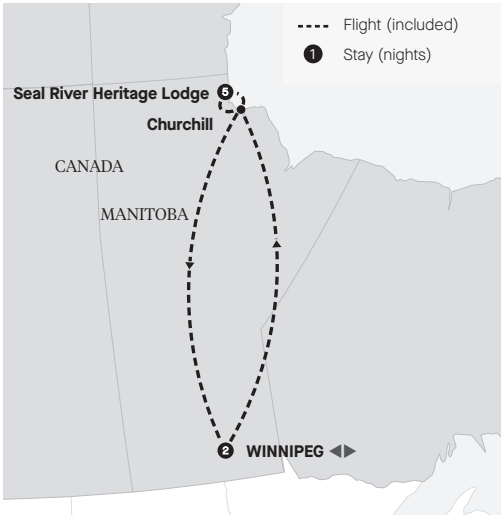 Flight (included)
1 Stay (nights)
Seal River Heritage Lodge 5
Churchill
CANADA
MANITOBA
2 WINNIPEG